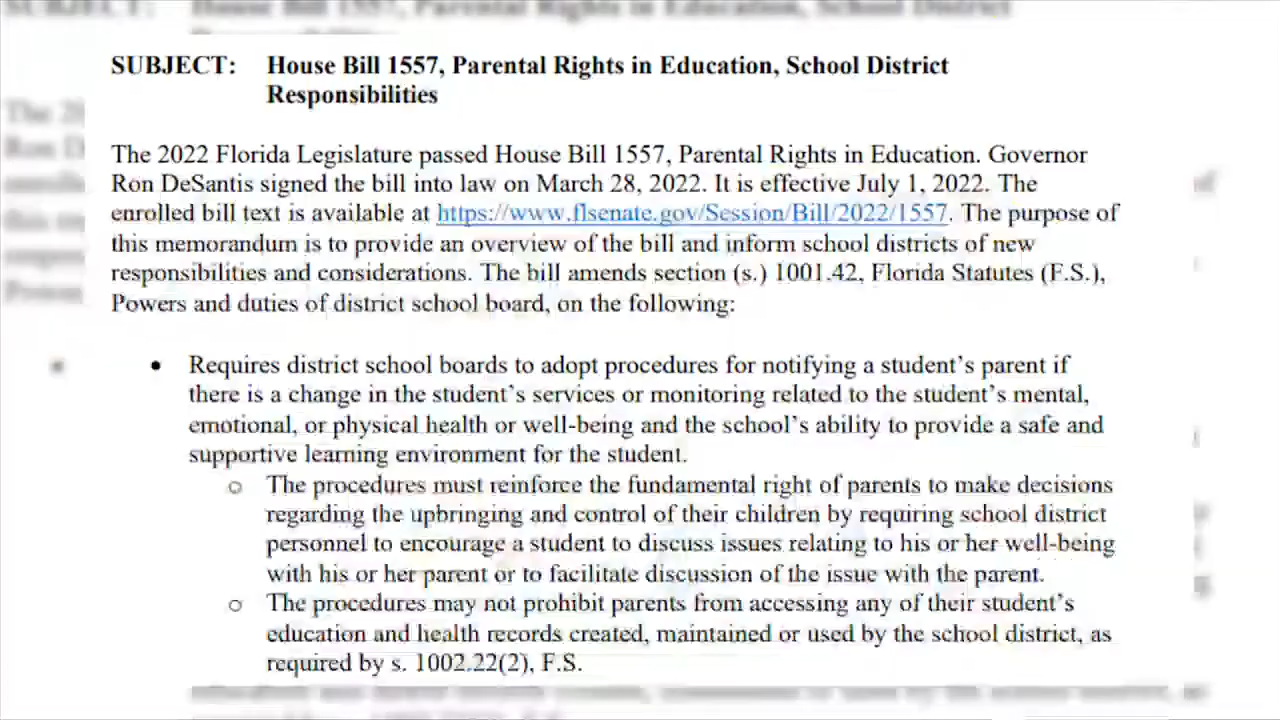 SUBJECT: House Bill 1557, Parental Rights in Education, School District
Responsibilities
The 2022 Florida Legislature passed House Bill 1557, Parental Rights in Education. Governor
Ron DeSantis signed the bill into law on March 28, 2022. It is effective July 1, 2022. The
enrolled bill text is available at https://www.flsenate.gov/Session/Bill/2022/1557. The purpose of
this memorandum is to provide an overview of the bill and inform school districts of new
responsibilities and considerations. The bill amends section (s.) 1001.42, Florida Statutes (F.S.),
Powers and duties of district school board, on the following:
• Requires district school boards to adopt procedures for notifying a student's parent if
there is a change in the student's services or monitoring related to the student's mental,
emotional, or physical health or well-being and the school's ability to provide a safe and
supportive learning environment for the student.
o The procedures must reinforce the fundamental right of parents to make decisions
regarding the upbringing and control of their children by requiring school district
personnel to encourage a student to discuss issues relating to his or her well-being
with his or her parent or to facilitate discussion of the issue with the parent.
o The procedures may not prohibit parents from accessing any of their student's
education and health records created, maintained or used by the school district, as
required by s. 1002.22(2), F.S.